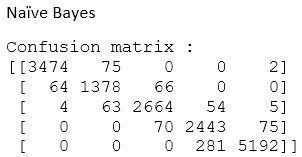 Naïve Bayes
Confusion matrix :
[[3474 75 0 0 2]
[ 64 1378 66 0 0]
[ 4 63 2664 54 5]
[ 0 0 70 2443 75]
[ 0 0 0 281 5192]]